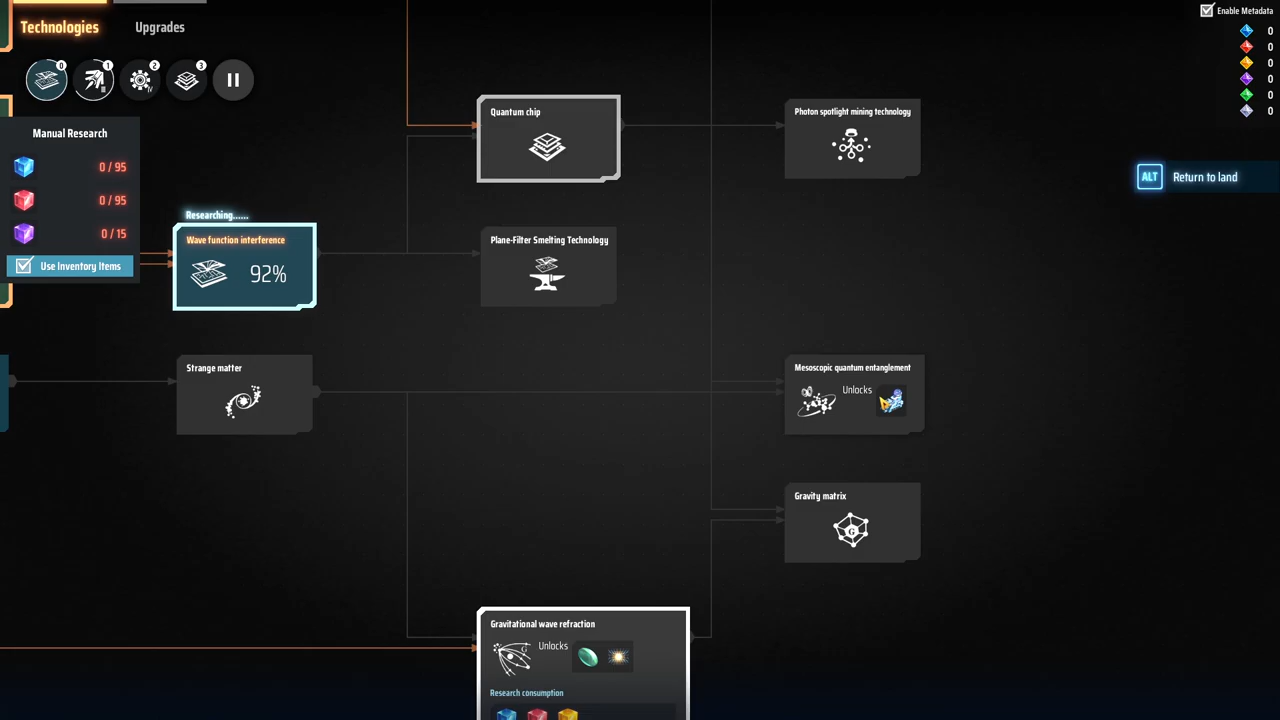 Technologies
Upgrades
Enable Metadata
0
0
0
0
0
0
0
1
2
3
Manual Research
0 / 95
0 / 95
0 / 15
Use Inventory Items
Researching......
Wave function interference
92%
Quantum chip
Photon spotlight mining technology
ALT Return to land
Plane-Filter Smelting Technology
Strange matter
Mesoscopic quantum entanglement
Unlocks
Gravity matrix
G
Gravitational wave refraction
G
Unlocks
Research consumption